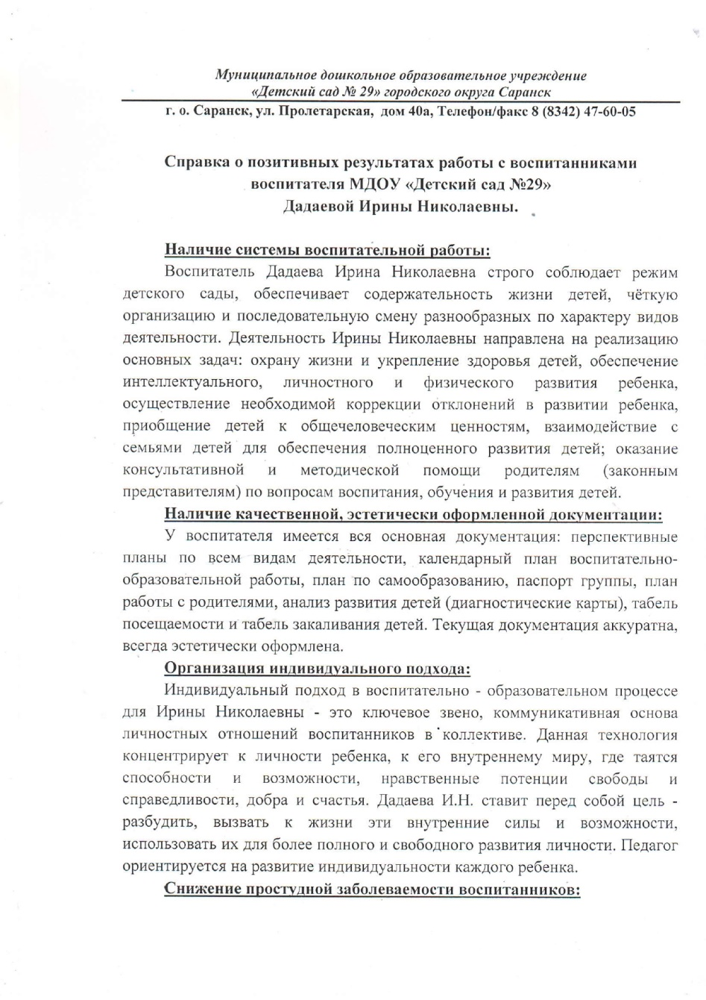 Муниципальное дошкольное образовательное учреждение
«Детский сад № 29» городского округа Саранск
г. о. Саранск, ул. Пролетарская, дом 40а, Телефон/факс 8 (8342) 47-60-05
Справка о позитивных результатах работы с воспитанниками
воспитателя МДОУ «Детский сад №29»
Дадаевой Ирины Николаевны.
Наличие системы воспитательной работы:
Воспитатель Дадаева Ирина Николаевна строго соблюдает режим
детского сады, обеспечивает содержательность жизни детей, чёткую
организацию и последовательную смену разнообразных по характеру видов
деятельности. Деятельность Ирины Николаевны направлена на реализацию
основных задач: охрану жизни и укрепление здоровья детей, обеспечение
интеллектуального, личностного и физического развития ребенка,
осуществление необходимой коррекции отклонений в развитии ребенка,
приобщение детей к общечеловеческим ценностям, взаимодействие с
семьями детей для обеспечения полноценного развития детей; оказание
консультативной и методической помощи родителям (законным
представителям) по вопросам воспитания, обучения и развития детей.
Наличие качественной, эстетически оформленной документации:
У воспитателя имеется вся основная документация: перспективные
планы по всем видам деятельности, календарный план воспитательно-
образовательной работы, план по самообразованию, паспорт группы, план
работы с родителями, анализ развития детей (диагностические карты), табель
посещаемости и табель закаливания детей. Текущая документация аккуратна,
всегда эстетически оформлена.
Организация индивидуального подхода:
Индивидуальный подход в воспитательно - образовательном процессе
для Ирины Николаевны - это ключевое звено, коммуникативная основа
личностных отношений воспитанников в коллективе. Данная технология
концентрирует к личности ребенка, к его внутреннему миру, где таятся
способности и возможности, нравственные потенции свободы и
справедливости, добра и счастья. Дадаева И.Н. ставит перед собой цель -
разбудить, вызвать к жизни эти внутренние силы и возможности,
использовать их для более полного и свободного развития личности. Педагог
ориентируется на развитие индивидуальности каждого ребенка.
Снижение простудной заболеваемости воспитанников: